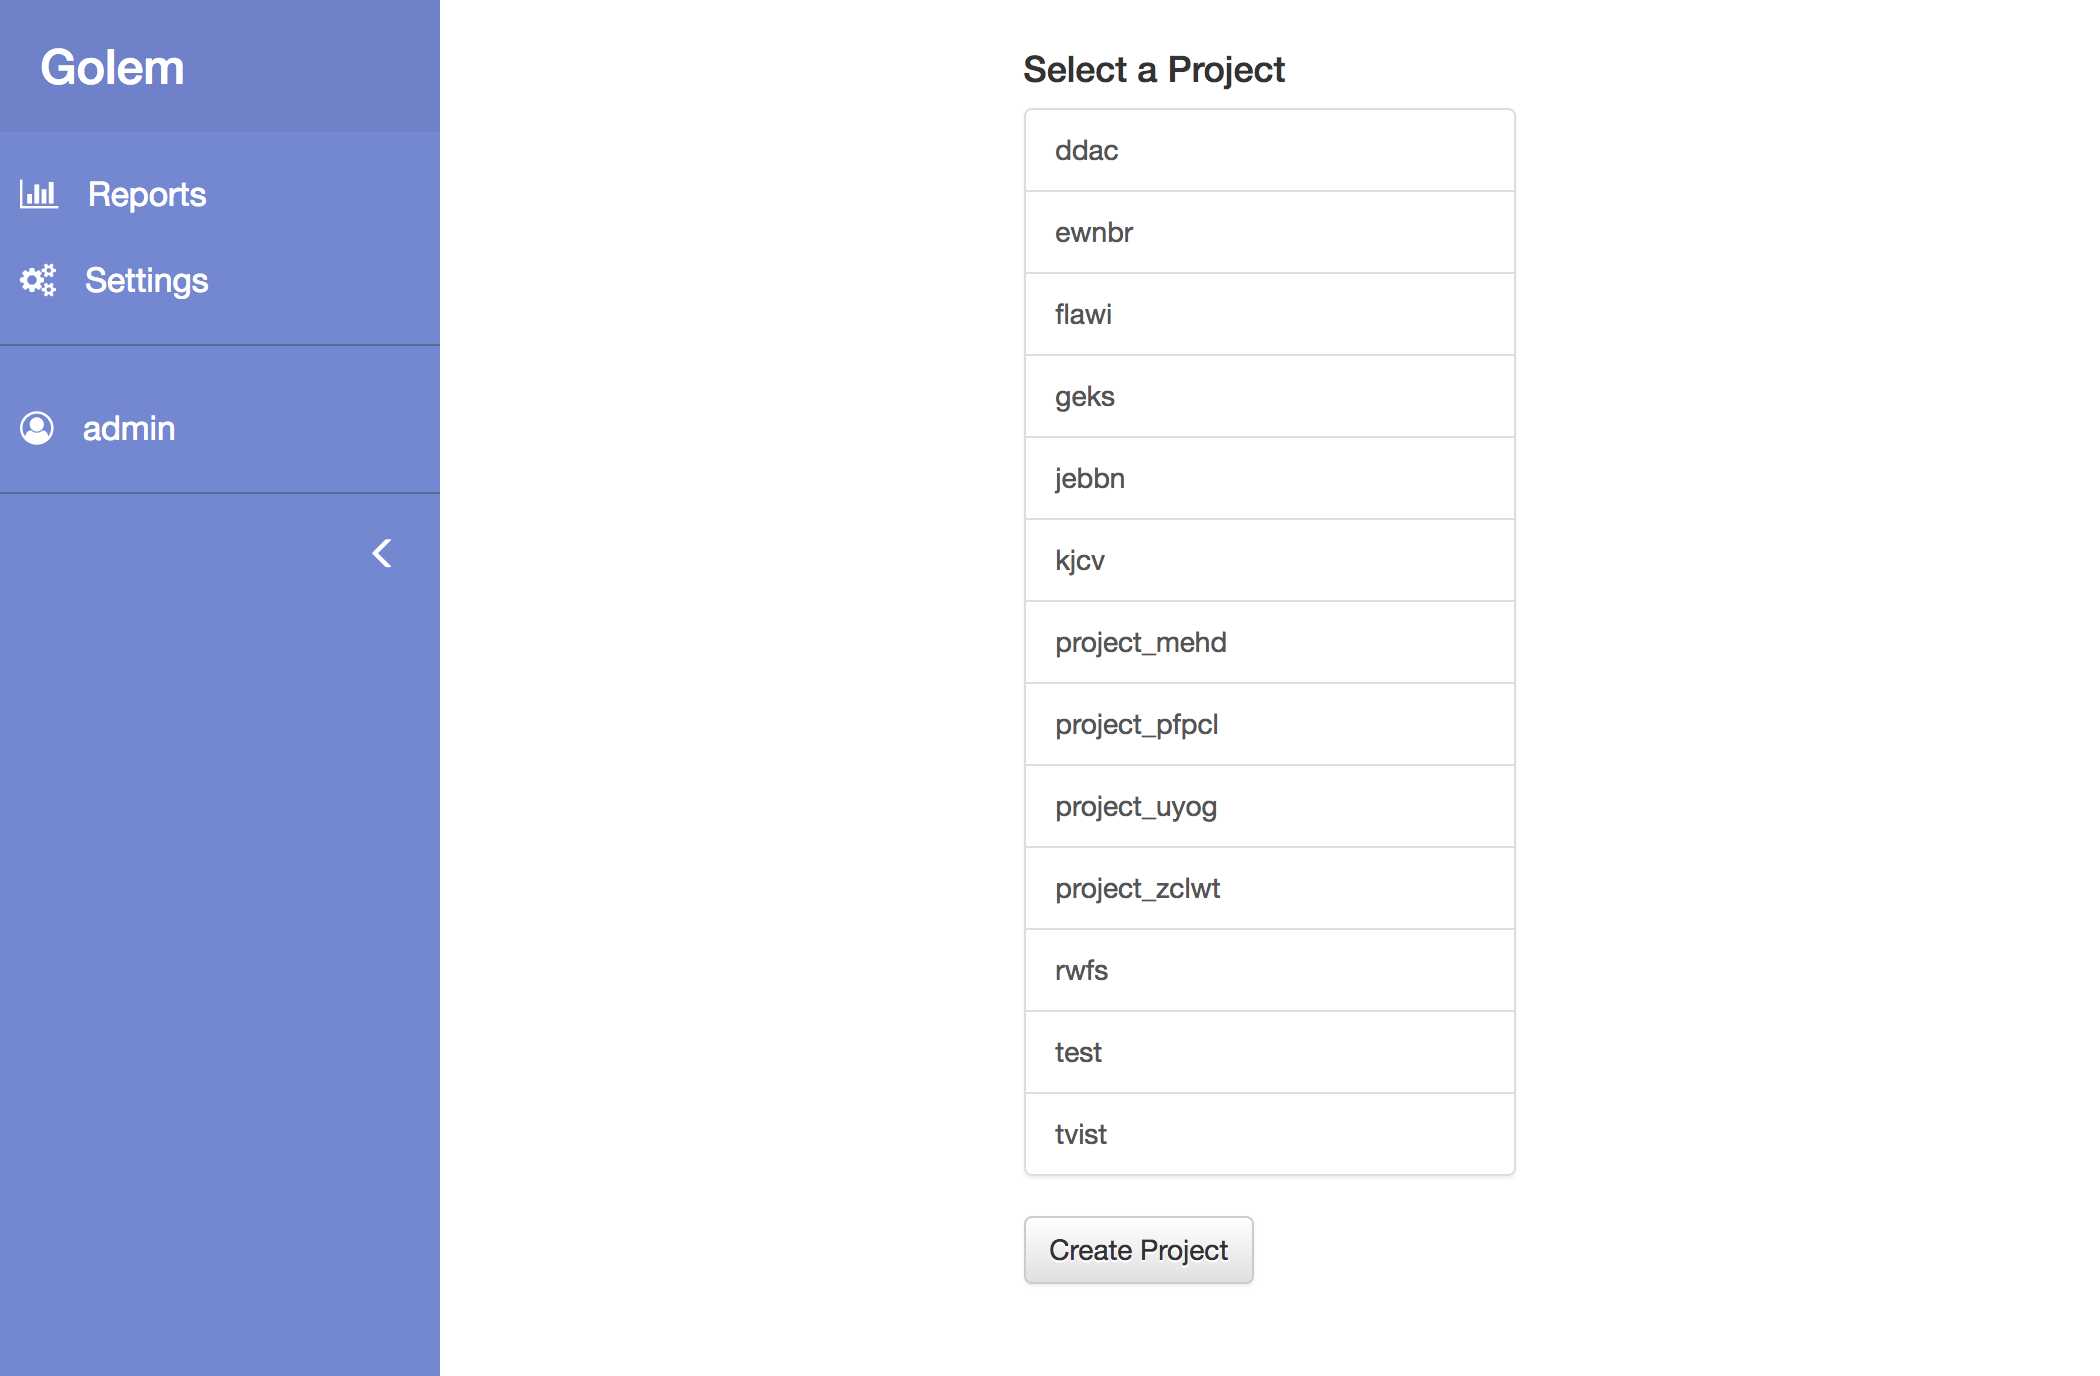 Golem
Reports
Settings
admin
Select a Project
ddac
ewnbr
flawi
geks
jebbn
kjcv
project_mehd
project_pfpcl
project_uyog
project_zclwt
rwfs
test
tvist
Create Project